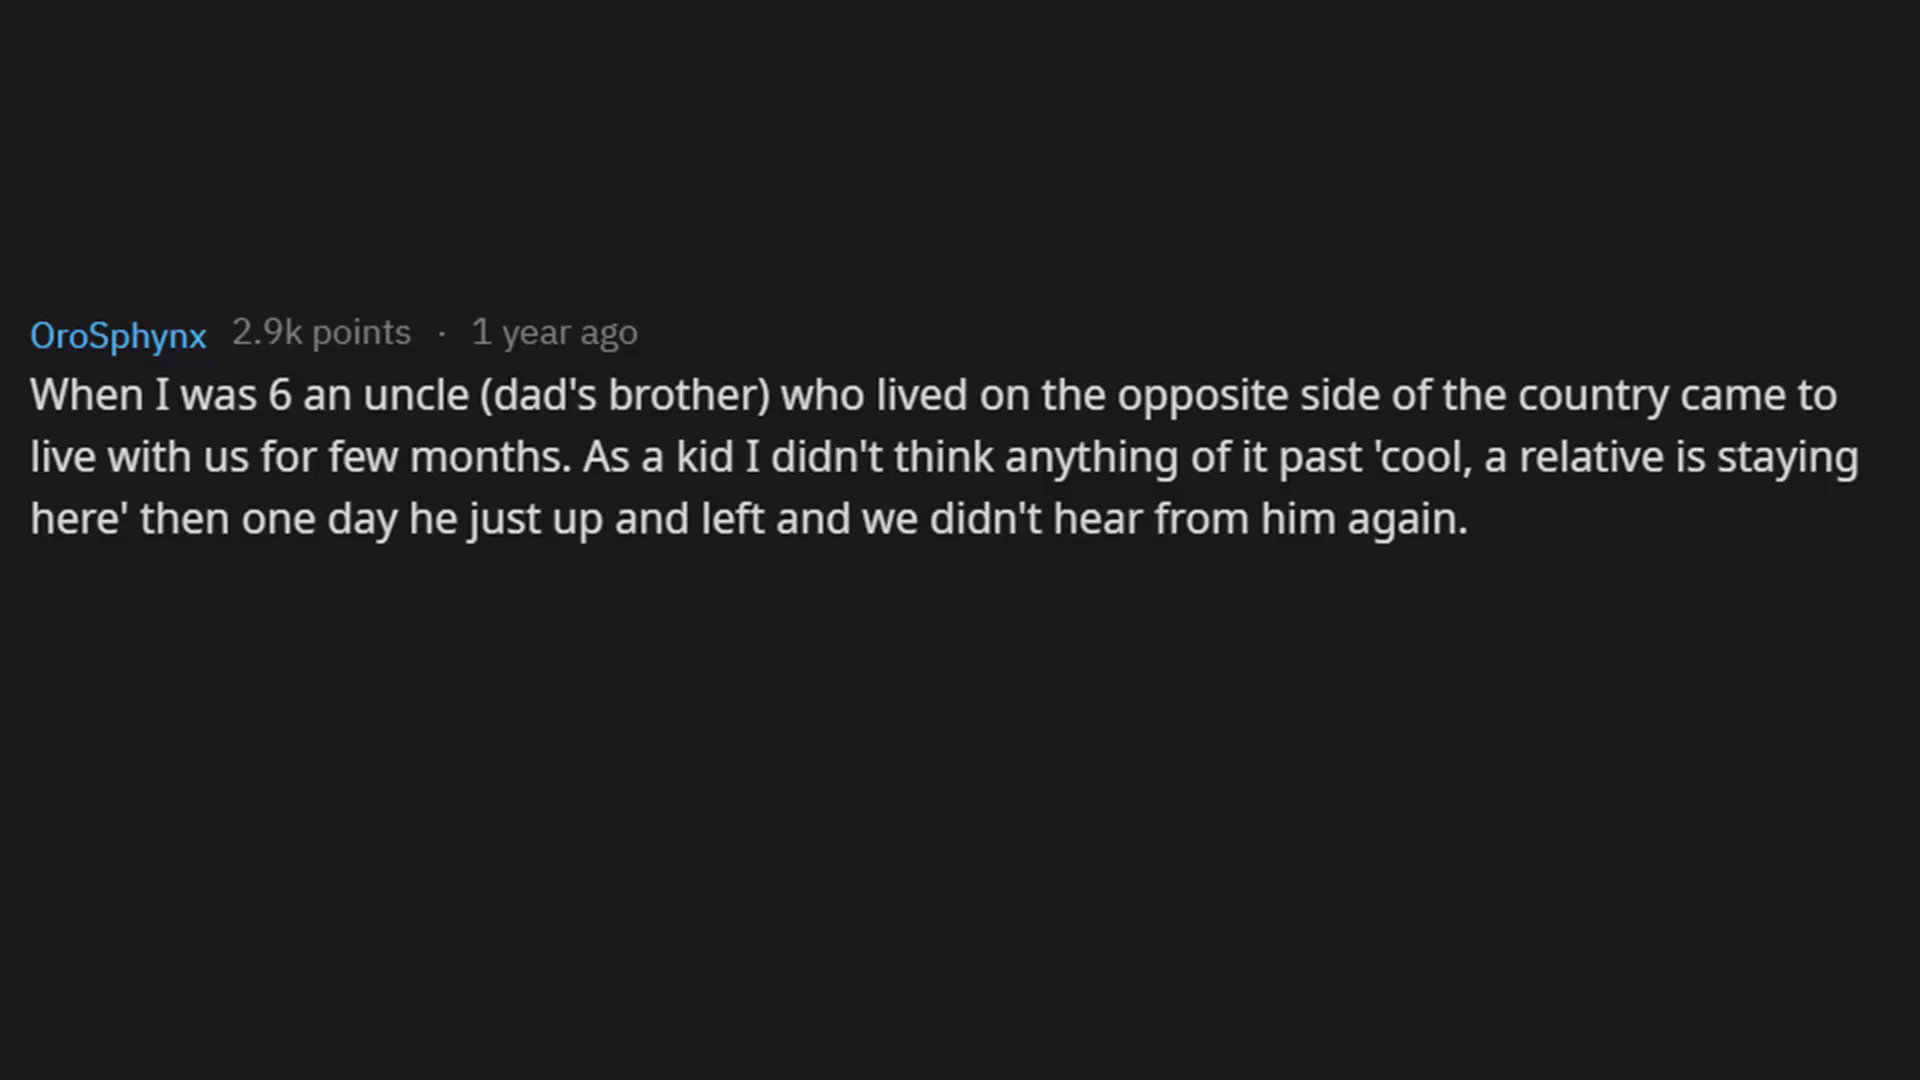 OroSphynx 2.9k points · 1 year ago
When I was 6 an uncle (dad's brother) who lived on the opposite side of the country came to
live with us for few months. As a kid I didn't think anything of it past 'cool, a relative is staying
here' then one day he just up and left and we didn't hear from him again.